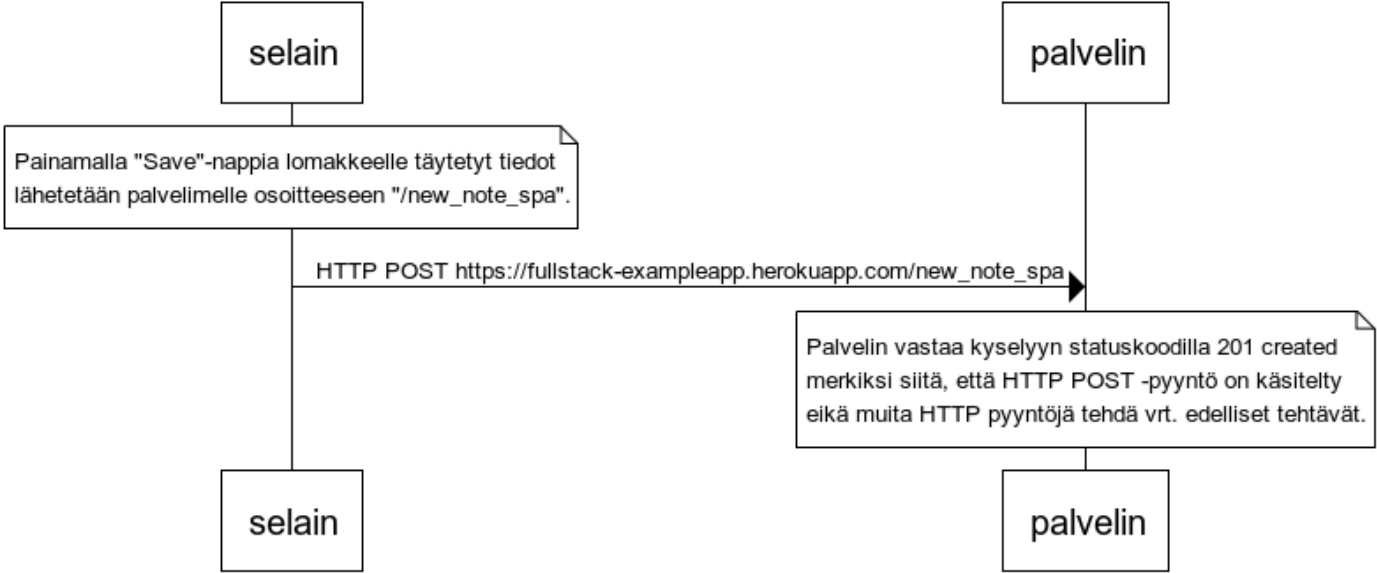 selain
palvelin
Painamalla "Save"-nappia lomakkeelle täytetyt tiedot
lähetetään palvelimelle osoitteeseen "/new_note_spa".
HTTP POST https://fullstack-exampleapp.herokuapp.com/new_note_spa
Palvelin vastaa kyselyyn statuskoodilla 201 created
merkiksi siitä, että HTTP POST -pyyntö on käsitelty
eikä muita HTTP pyyntöjä tehdä vrt. edelliset tehtävät.
selain
palvelin